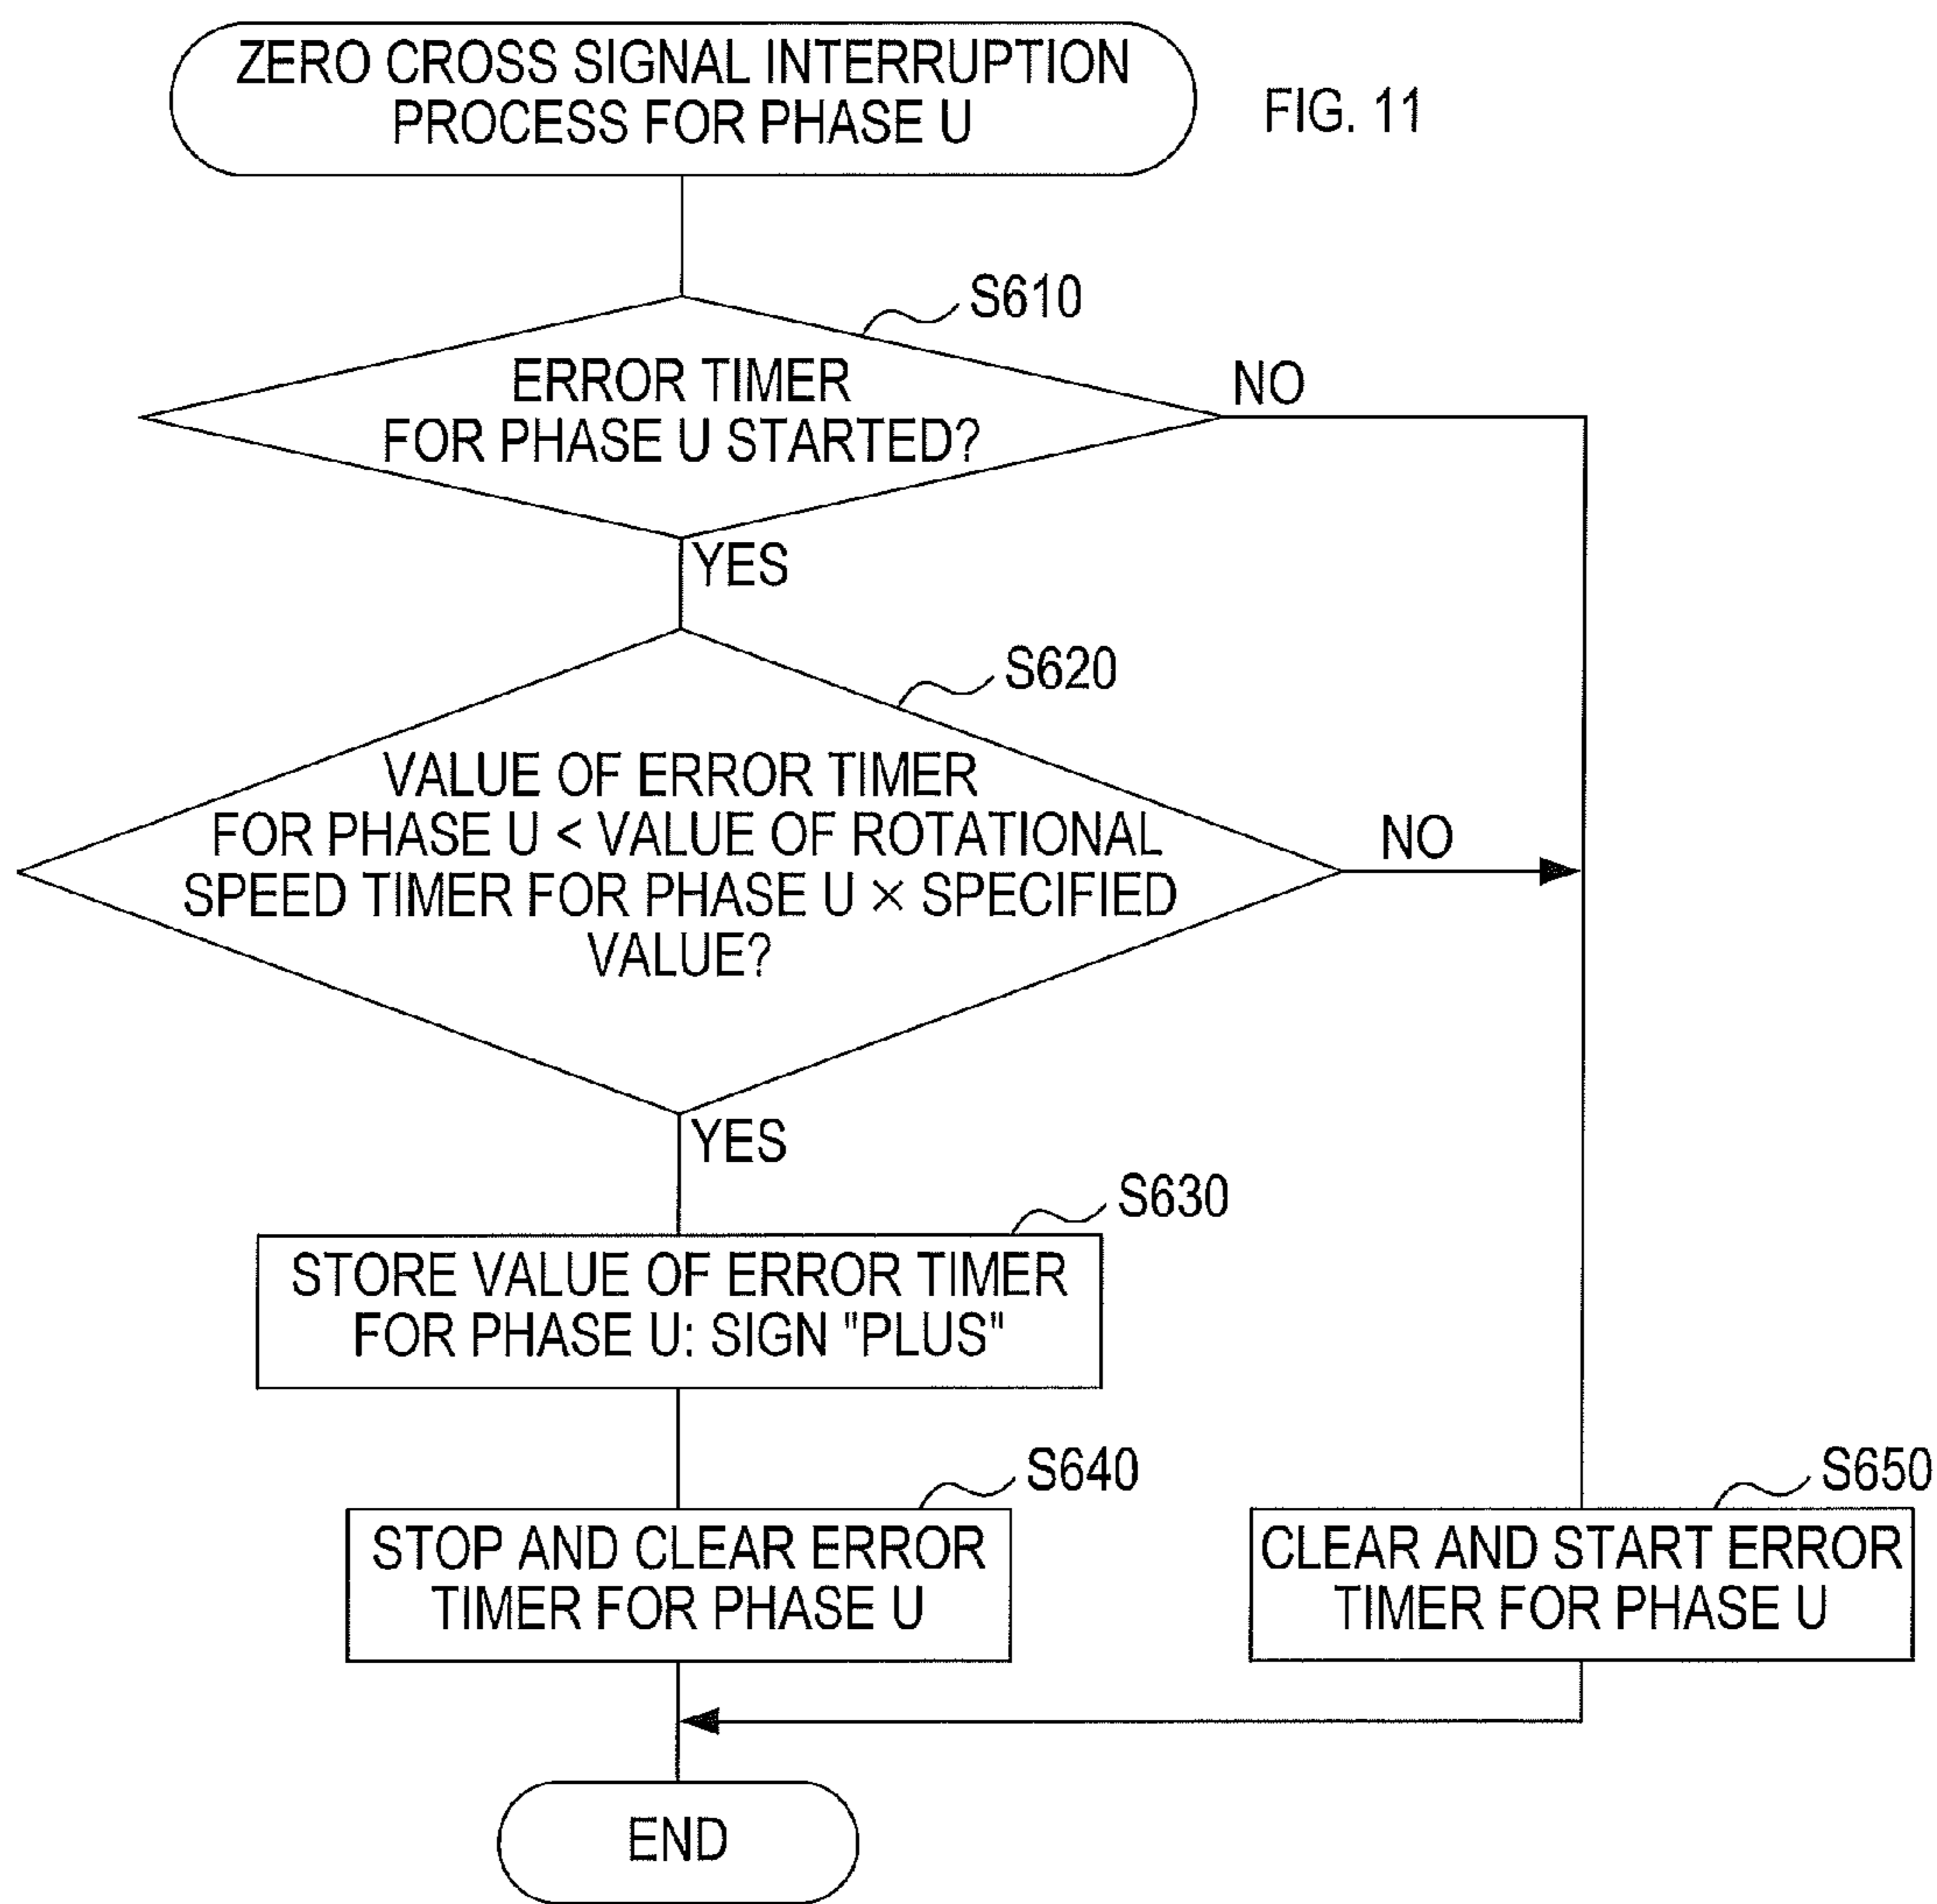 ZERO CROSS SIGNAL INTERRUPTION
PROCESS FOR PHASE U
FIG. 11
S610
ERROR TIMER
FOR PHASE U STARTED?
NO
YES
S620
VALUE OF ERROR TIMER
FOR PHASE U < VALUE OF ROTATIONAL
SPEED TIMER FOR PHASE U × SPECIFIED
VALUE?
NO
YES
S630
STORE VALUE OF ERROR TIMER
FOR PHASE U: SIGN "PLUS"
S640
STOP AND CLEAR ERROR
TIMER FOR PHASE U
S650
CLEAR AND START ERROR
TIMER FOR PHASE U
END